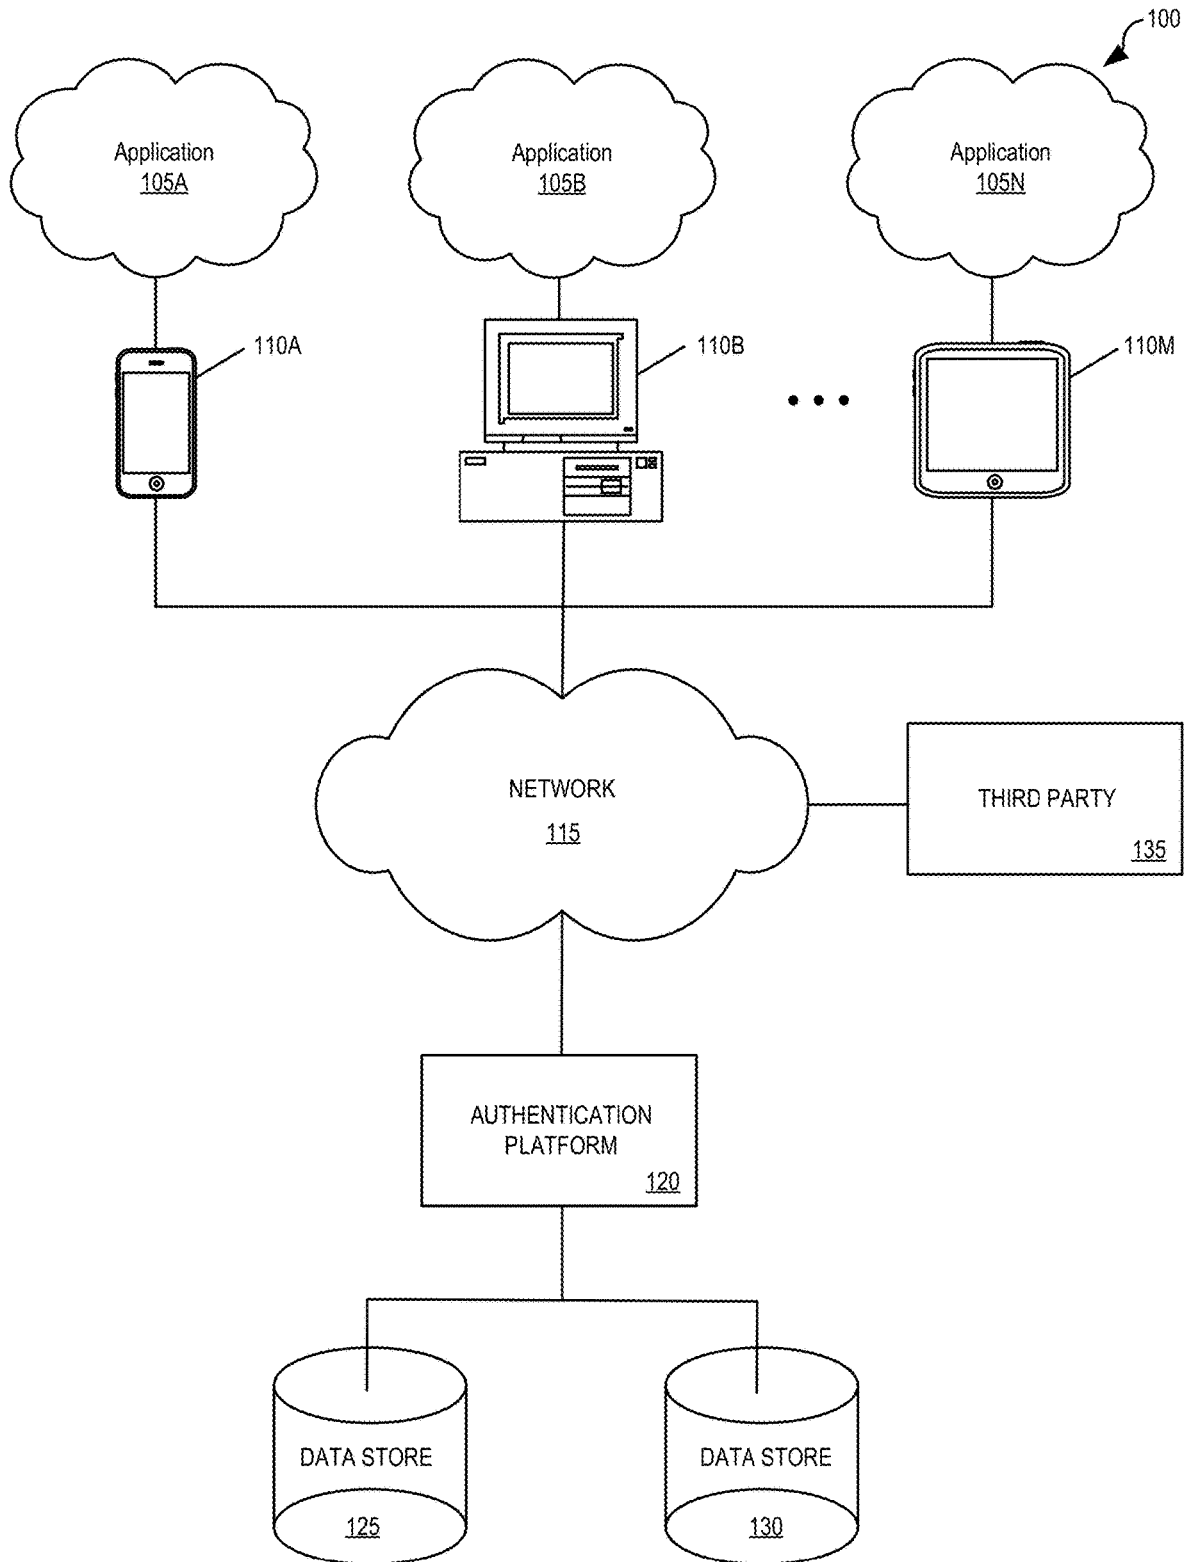 100
Application
105A
Application
105B
Application
105N
110A
110B
110M
NETWORK
115
THIRD PARTY
135
AUTHENTICATION
PLATFORM
120
DATA STORE
125
DATA STORE
130